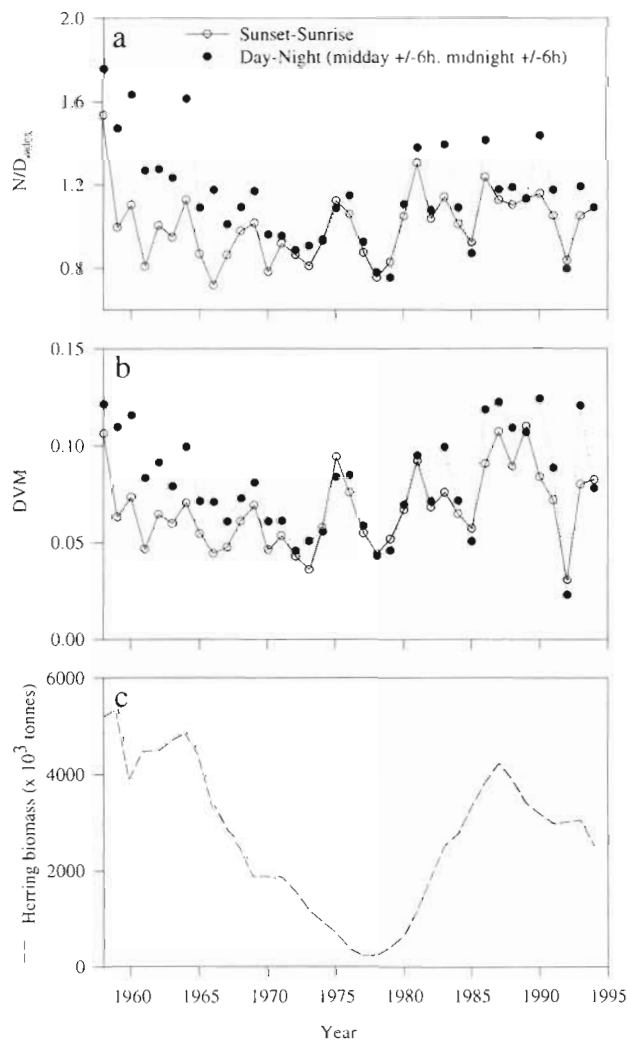 a
Sunset-Sunrise
Day-Night (midday +/-6h, midnight +/-6h)
2.0
1.6
1.2
0.8
N/D index
b
0.15
0.10
0.05
0.00
DVM
c
6000
4000
2000
0
Herring biomass (x 10³ tonnes)
1960 1965 1970 1975 1980 1985 1990 1995
Year